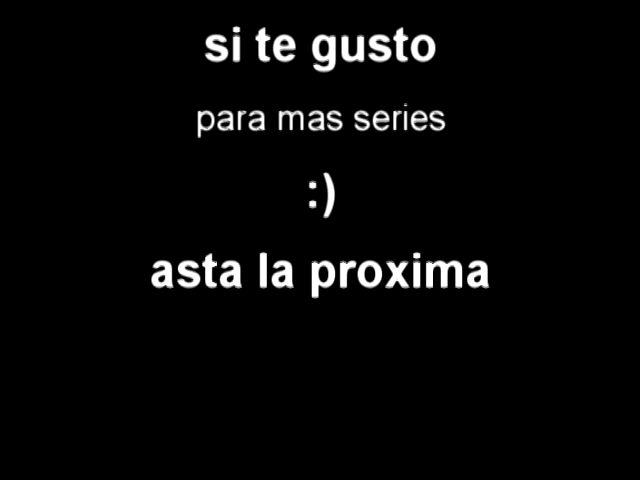 si te gusto
para mas series
:)
asta la proxima